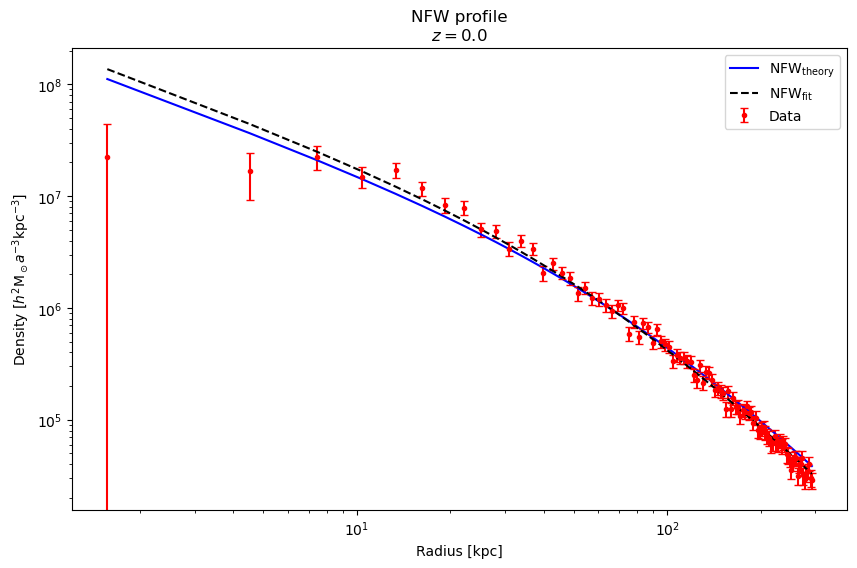 NFW profile
z = 0.0
NFW_theory
NFW_fit
Data
10^8
10^7
10^6
10^5
Density [h^2 M_⊙ a^−3 kpc^−3]
10^1
10^2
Radius [kpc]